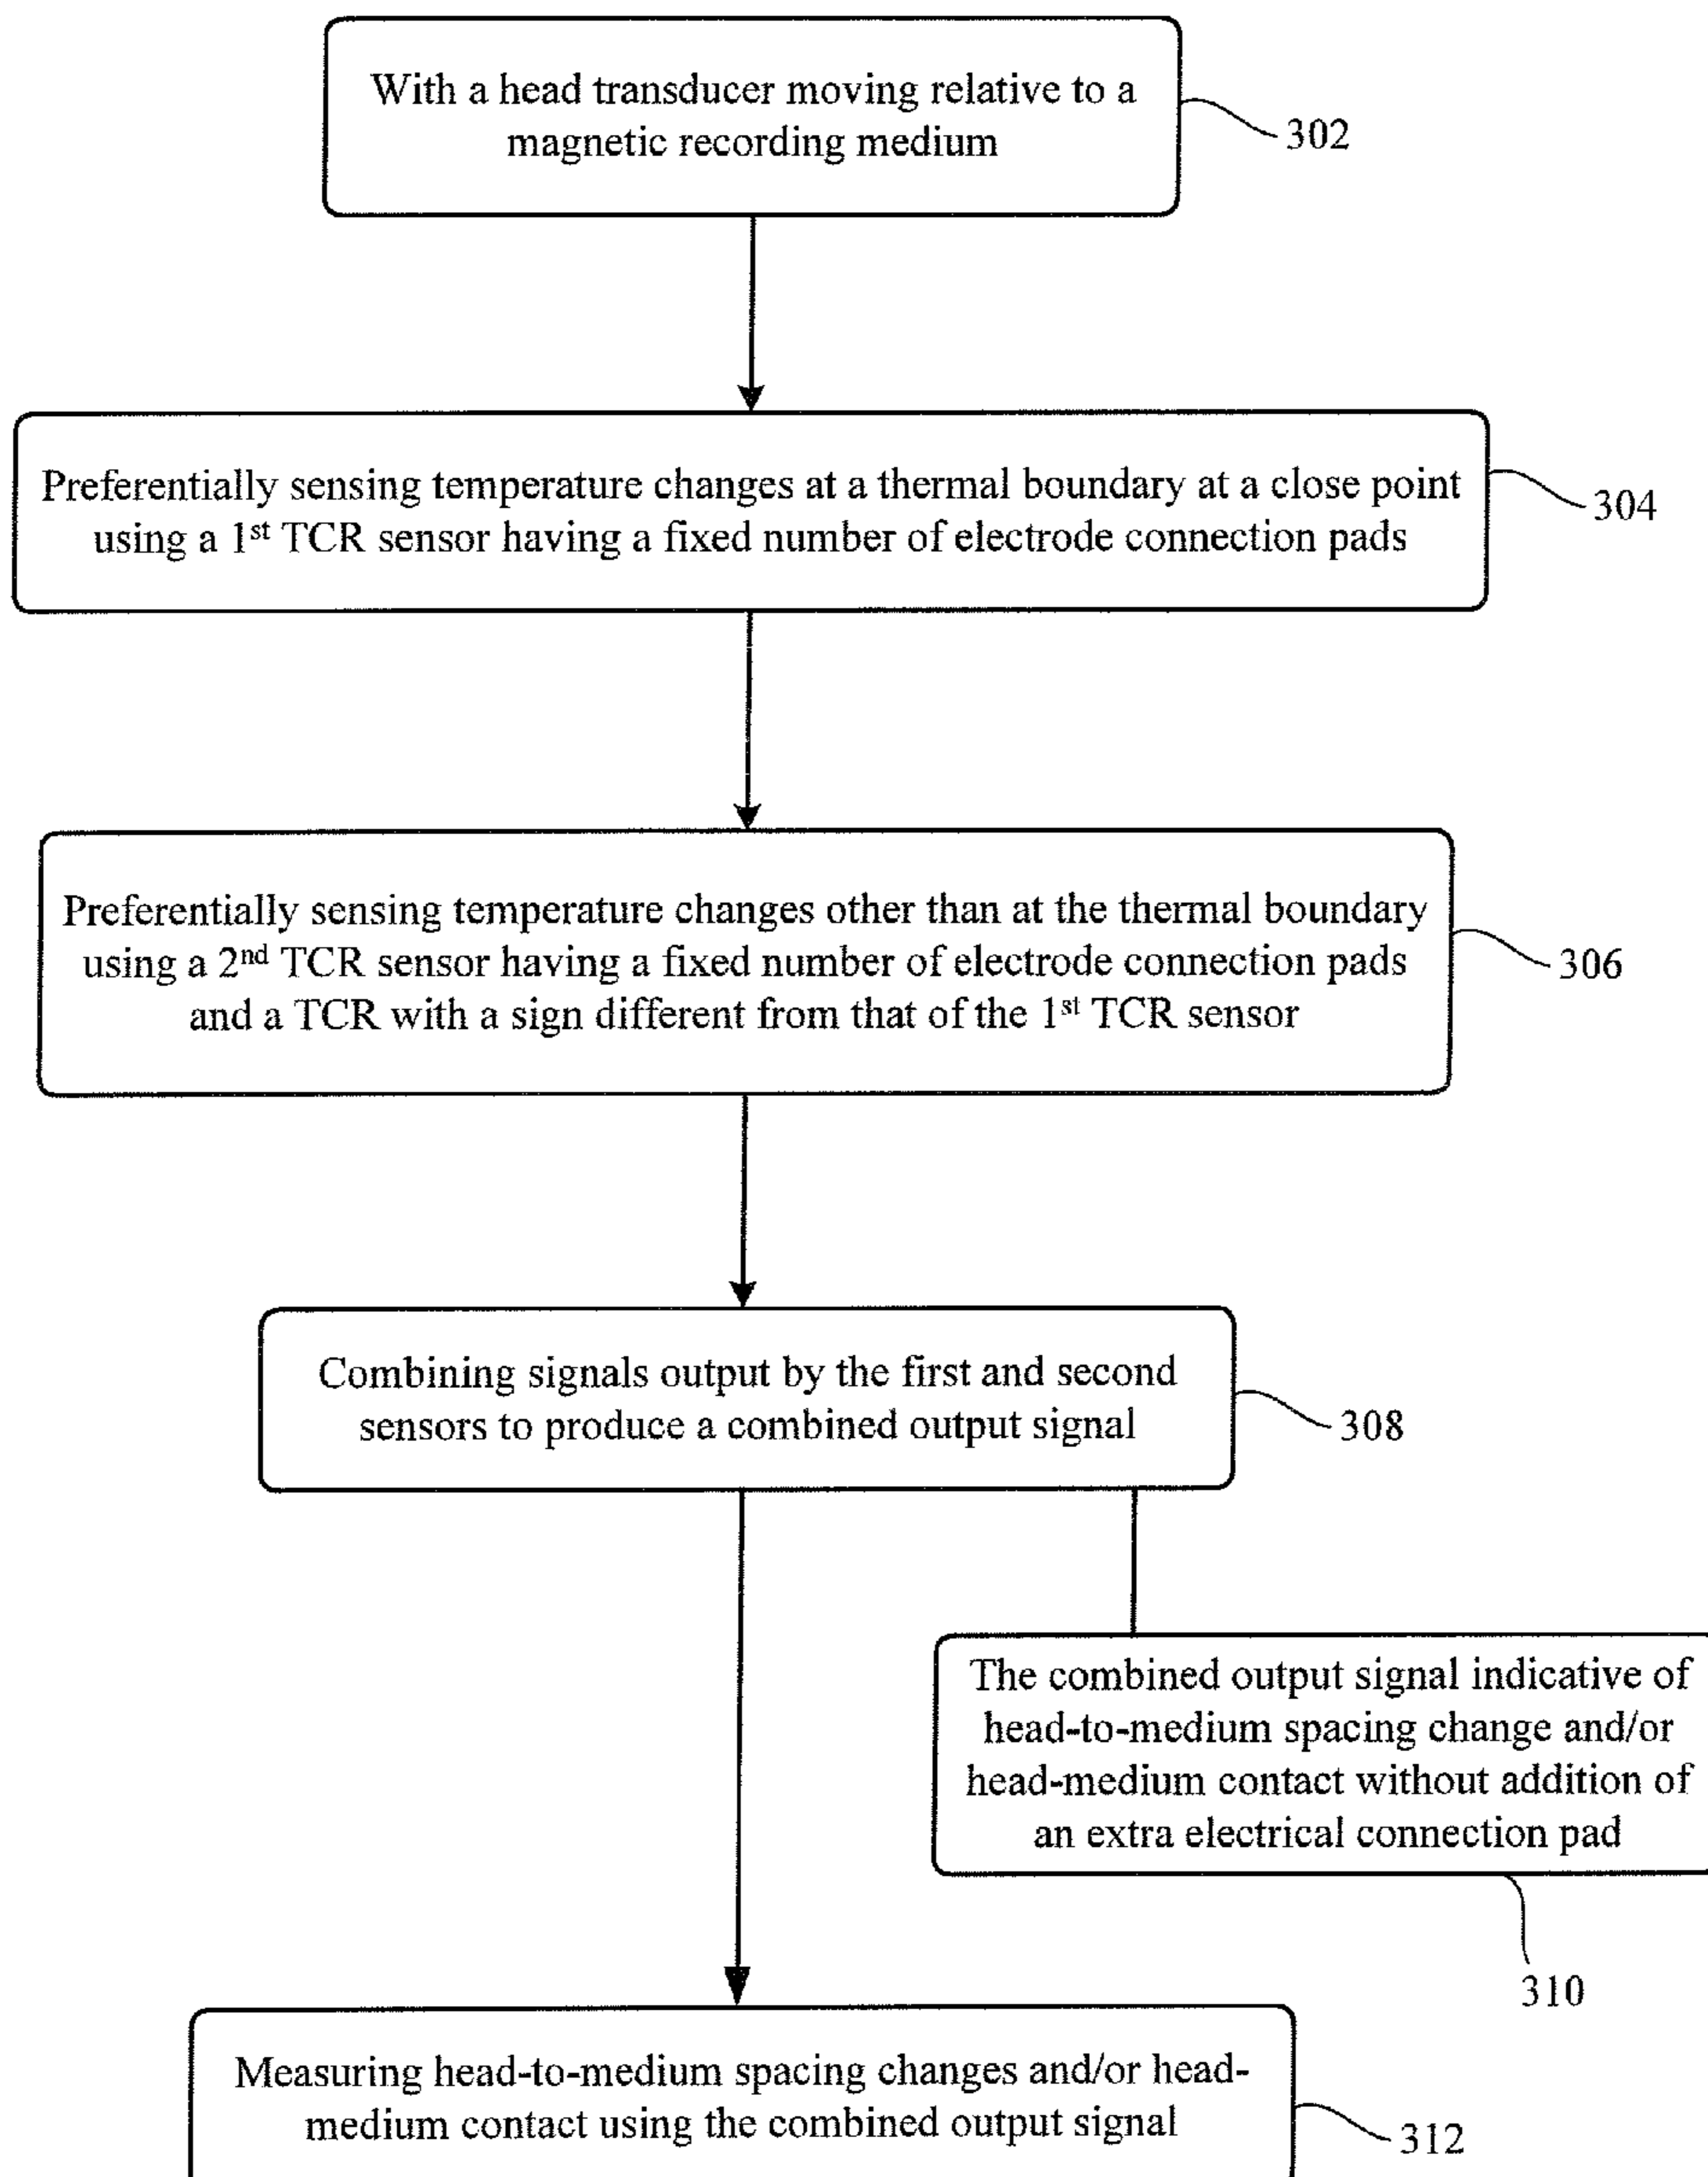 With a head transducer moving relative to a
magnetic recording medium
302
Preferentially sensing temperature changes at a thermal boundary at a close point
using a 1st TCR sensor having a fixed number of electrode connection pads
304
Preferentially sensing temperature changes other than at the thermal boundary
using a 2nd TCR sensor having a fixed number of electrode connection pads
and a TCR with a sign different from that of the 1st TCR sensor
306
Combining signals output by the first and second
sensors to produce a combined output signal
308
The combined output signal indicative of
head-to-medium spacing change and/or
head-medium contact without addition of
an extra electrical connection pad
310
Measuring head-to-medium spacing changes and/or head-
medium contact using the combined output signal
312